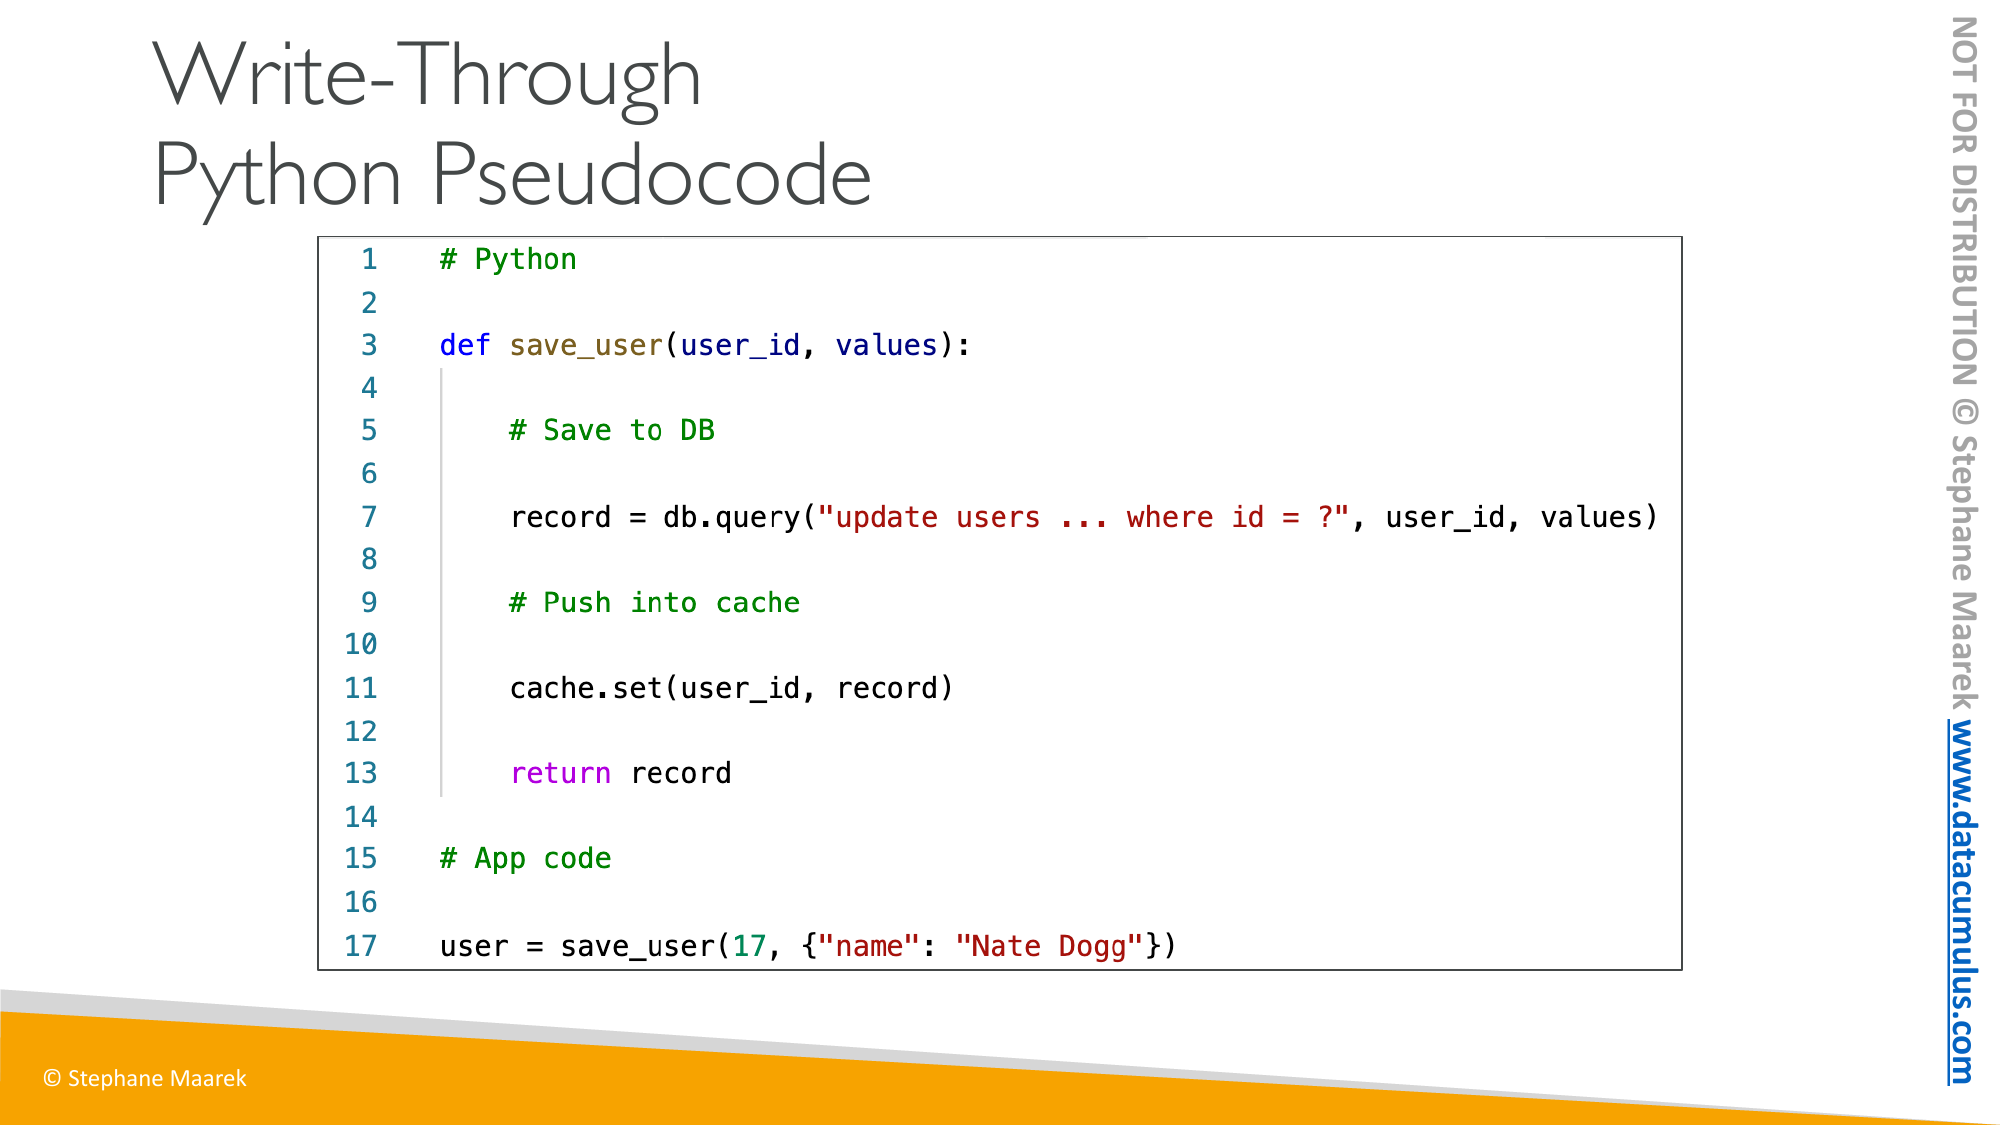 Write-Through
Python Pseudocode
1 # Python
2
3 def save_user(user_id, values):
4
5 # Save to DB
6
7 record = db.query("update users ... where id = ?", user_id, values)
8
9 # Push into cache
10
11 cache.set(user_id, record)
12
13 return record
14
15 # App code
16
17 user = save_user(17, {"name": "Nate Dogg"})
© Stephane Maarek
NOT FOR DISTRIBUTION © Stephane Maarek www.datacumulus.com